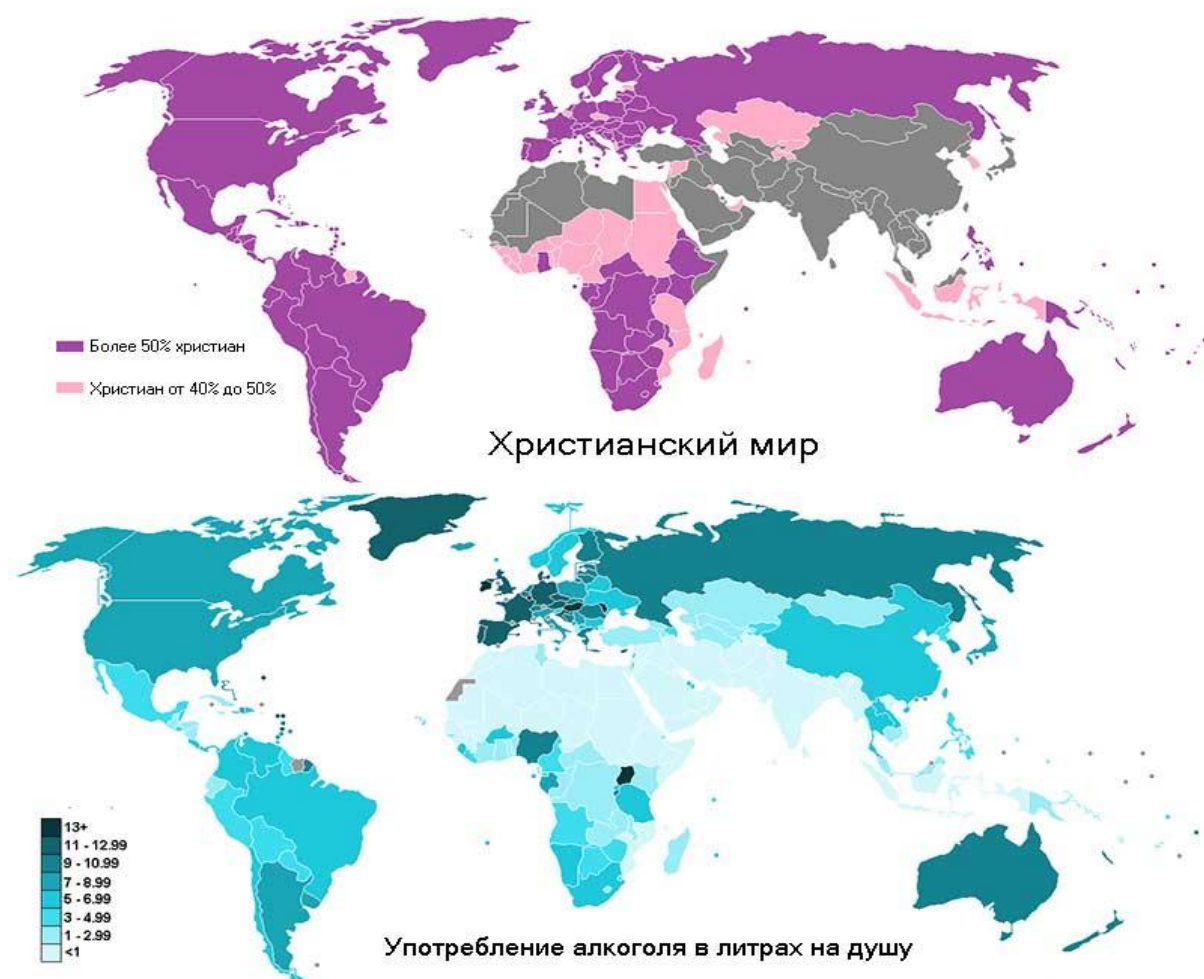 Более 50% христиан
Христиан от 40% до 50%
Христианский мир
13+
11 - 12.99
9 - 10.99
7 - 8.99
5 - 6.99
3 - 4.99
1 - 2.99
<1
Употребление алкоголя в литрах на душу